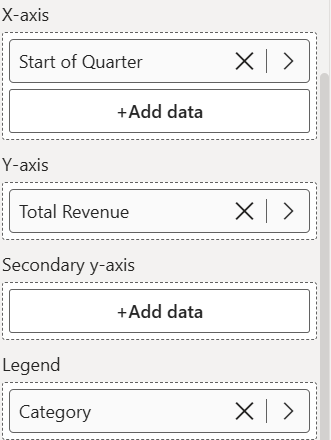 X-axis
Start of Quarter
+Add data
Y-axis
Total Revenue
Secondary y-axis
+Add data
Legend
Category